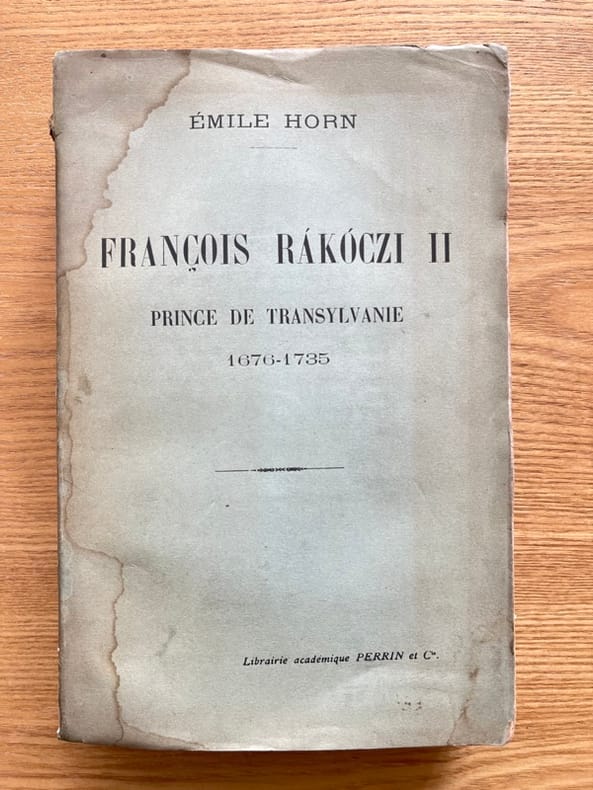 ÉMILE HORN
FRANÇOIS RÁKÓCZI II
PRINCE DE TRANSYLVANIE
1676-1735
Librairie académique PERRIN et Cie.